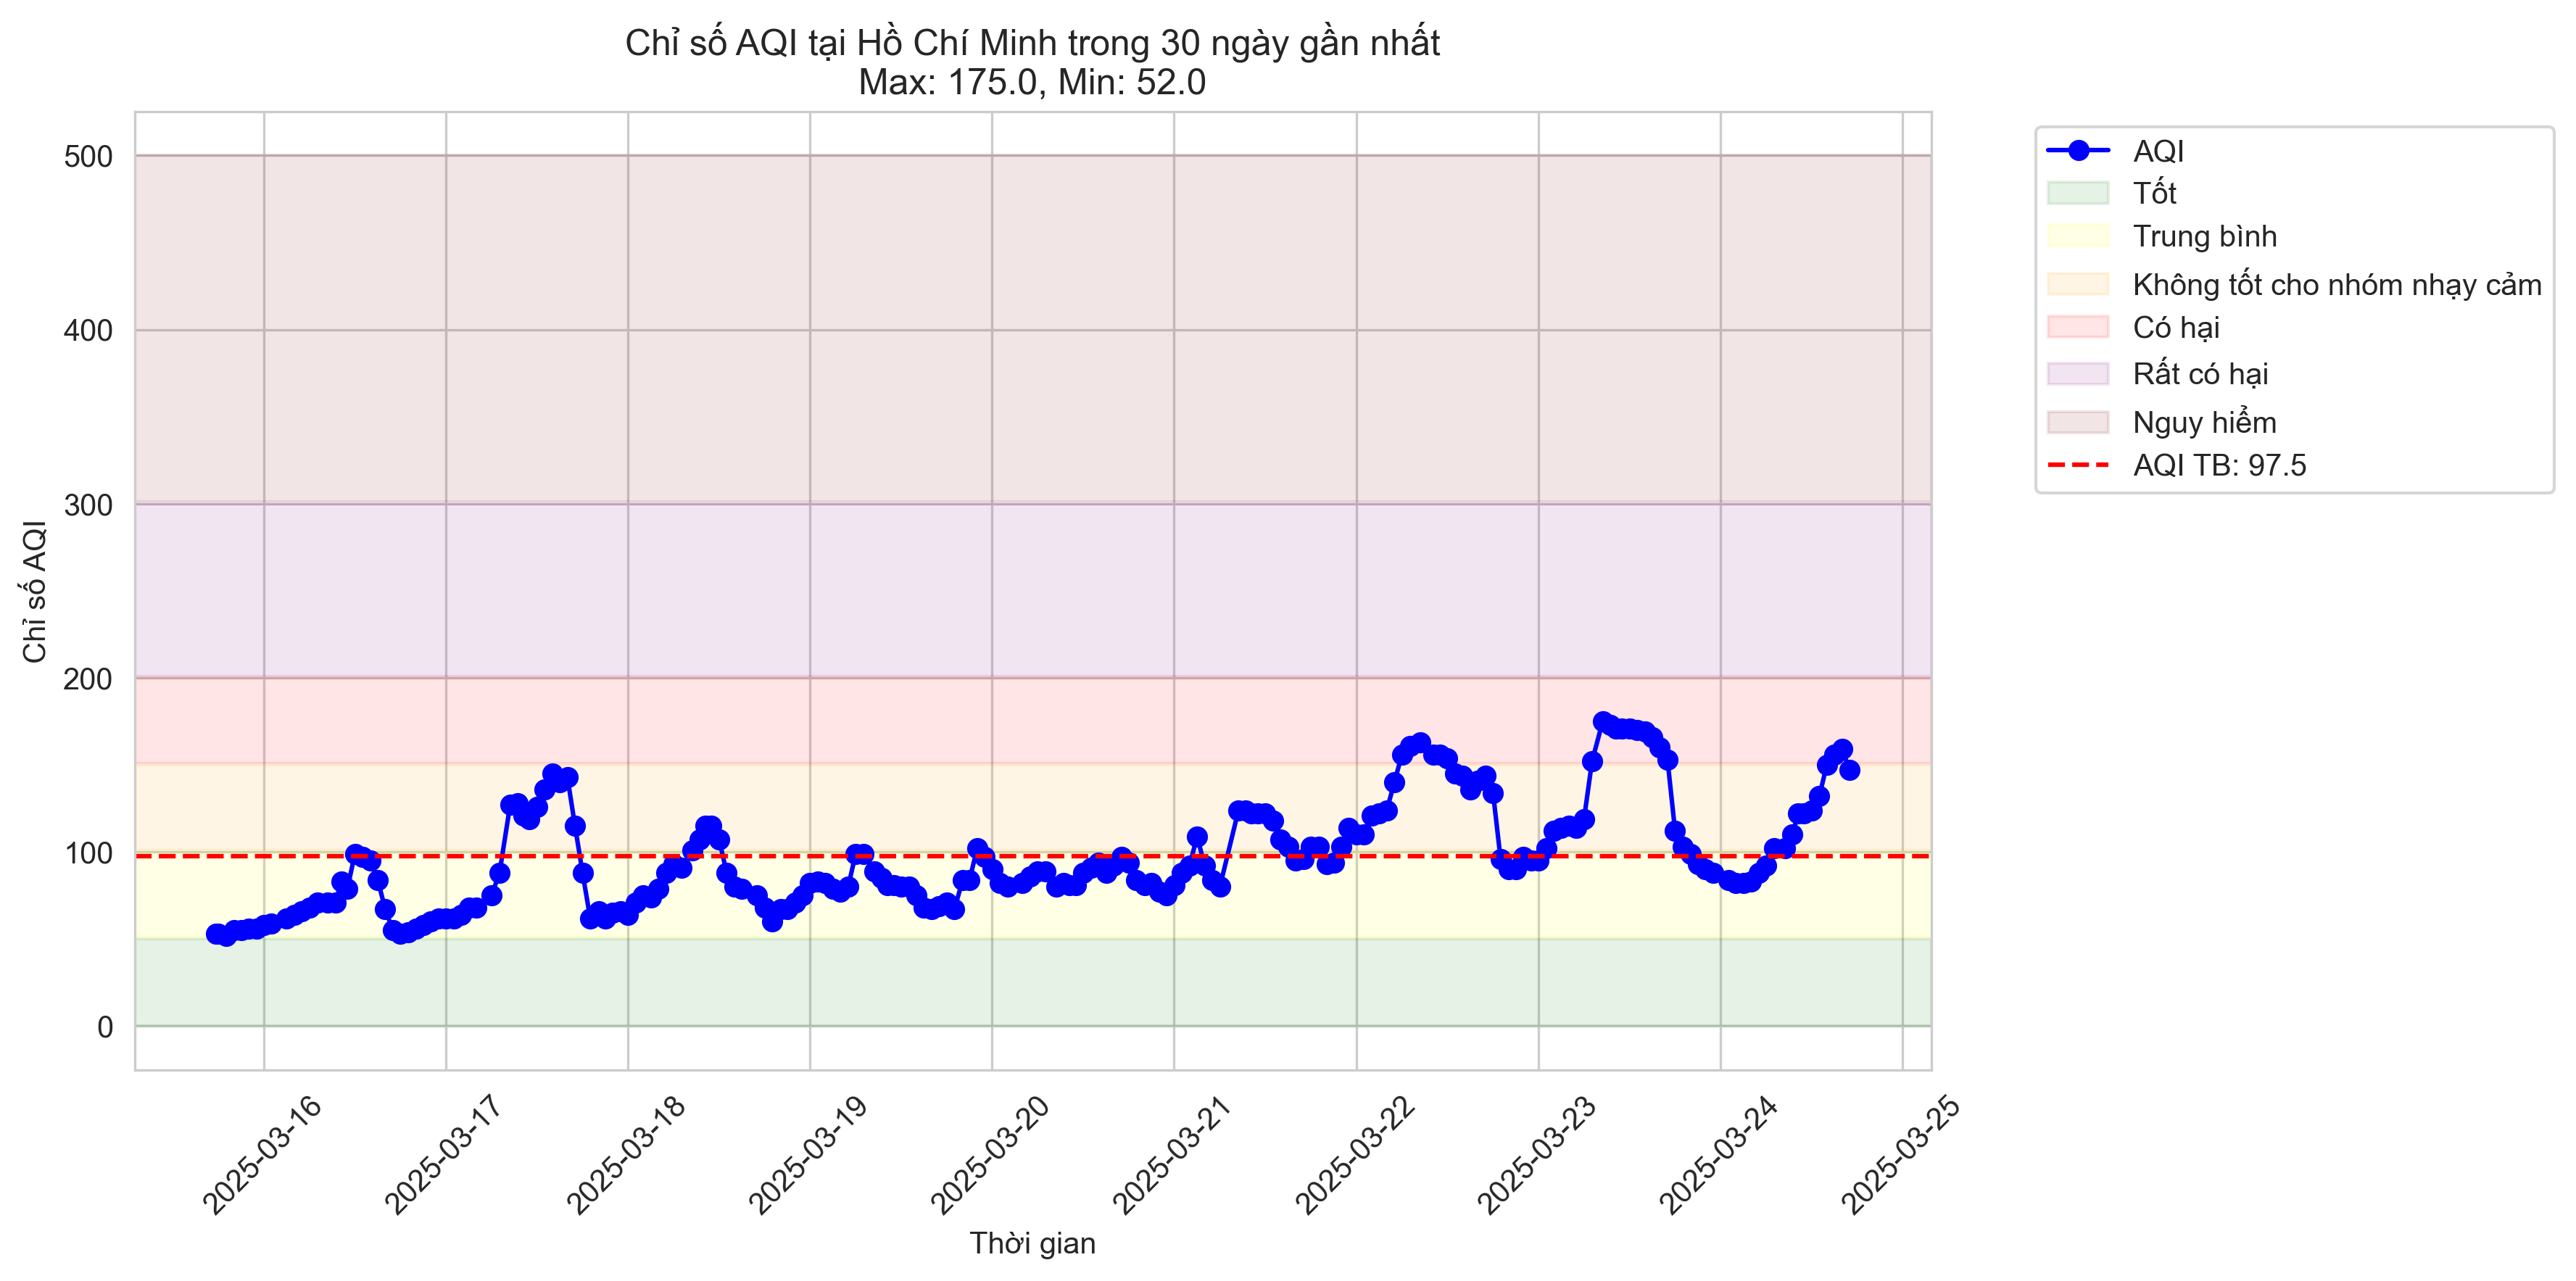 Chỉ số AQI tại Hồ Chí Minh trong 30 ngày gần nhất
Max: 175.0, Min: 52.0
Chỉ số AQI
500
400
300
200
100
0
2025-03-16
2025-03-17
2025-03-18
2025-03-19
2025-03-20
2025-03-21
2025-03-22
2025-03-23
2025-03-24
2025-03-25
Thời gian
AQI
Tốt
Trung bình
Không tốt cho nhóm nhạy cảm
Có hại
Rất có hại
Nguy hiểm
AQI TB: 97.5